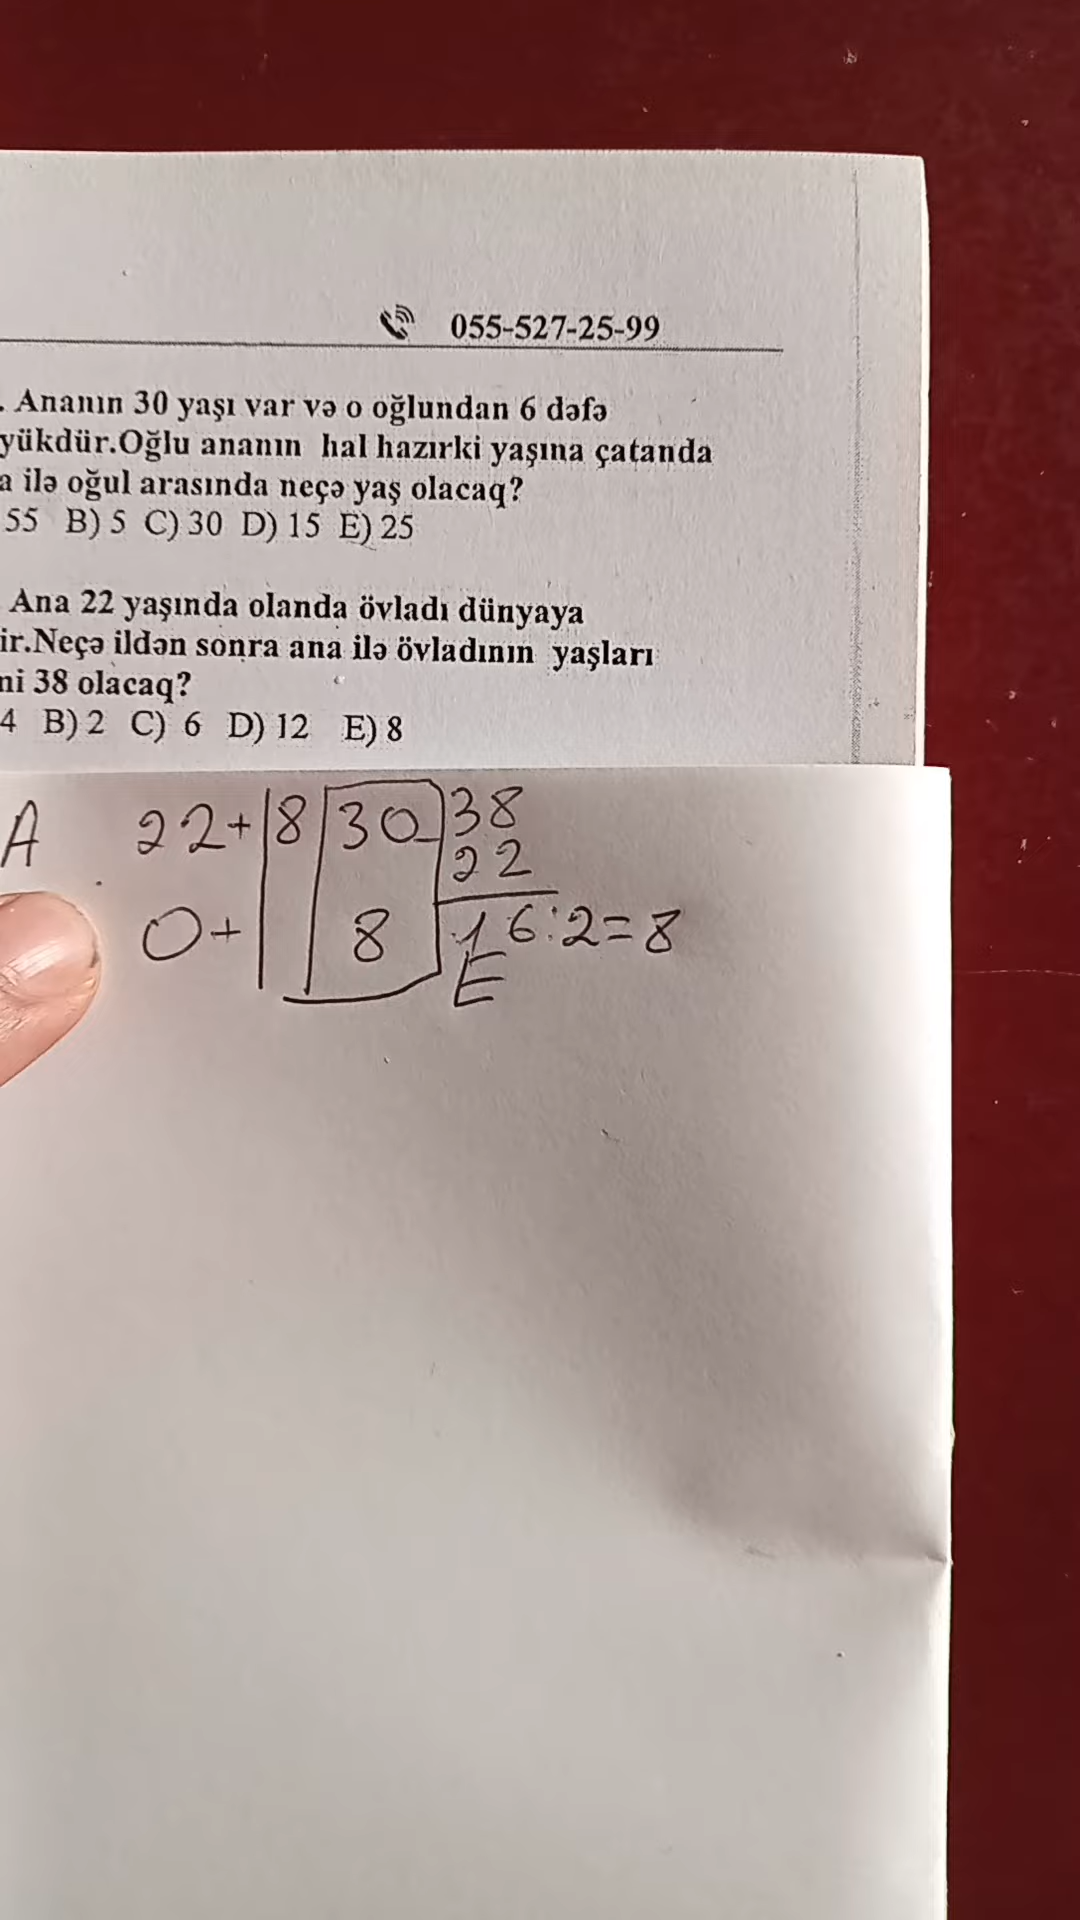 055-527-25-99
. Ananın 30 yaşı var və o oğlundan 6 dəfə
yükdür.Oğlu ananın hal hazırki yaşına çatanda
a ilə oğul arasında neçə yaş olacaq?
55 B) 5 C) 30 D) 15 E) 25
Ana 22 yaşında olanda övladı dünyaya
ir.Neçə ildən sonra ana ilə övladının yaşları
ni 38 olacaq?
4 B) 2 C) 6 D) 12 E) 8
A 22+ 8 30 38
22
0+ 8 16:2=8
E